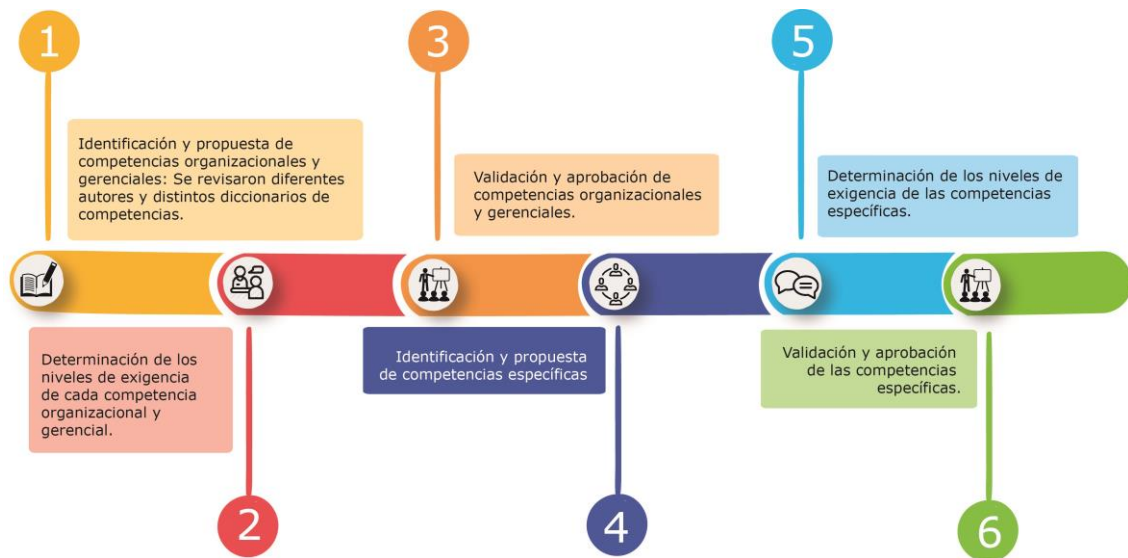 1
Identificación y propuesta de
competencias organizacionales y
gerenciales: Se revisaron diferentes
autores y distintos diccionarios de
competencias.
2
Determinación de los
niveles de exigencia
de cada competencia
organizacional y
gerencial.
3
Validación y aprobación de
competencias organizacionales
y gerenciales.
4
Identificación y propuesta
de competencias específicas
5
Determinación de los niveles de
exigencia de las competencias
específicas.
6
Validación y aprobación
de las competencias
específicas.